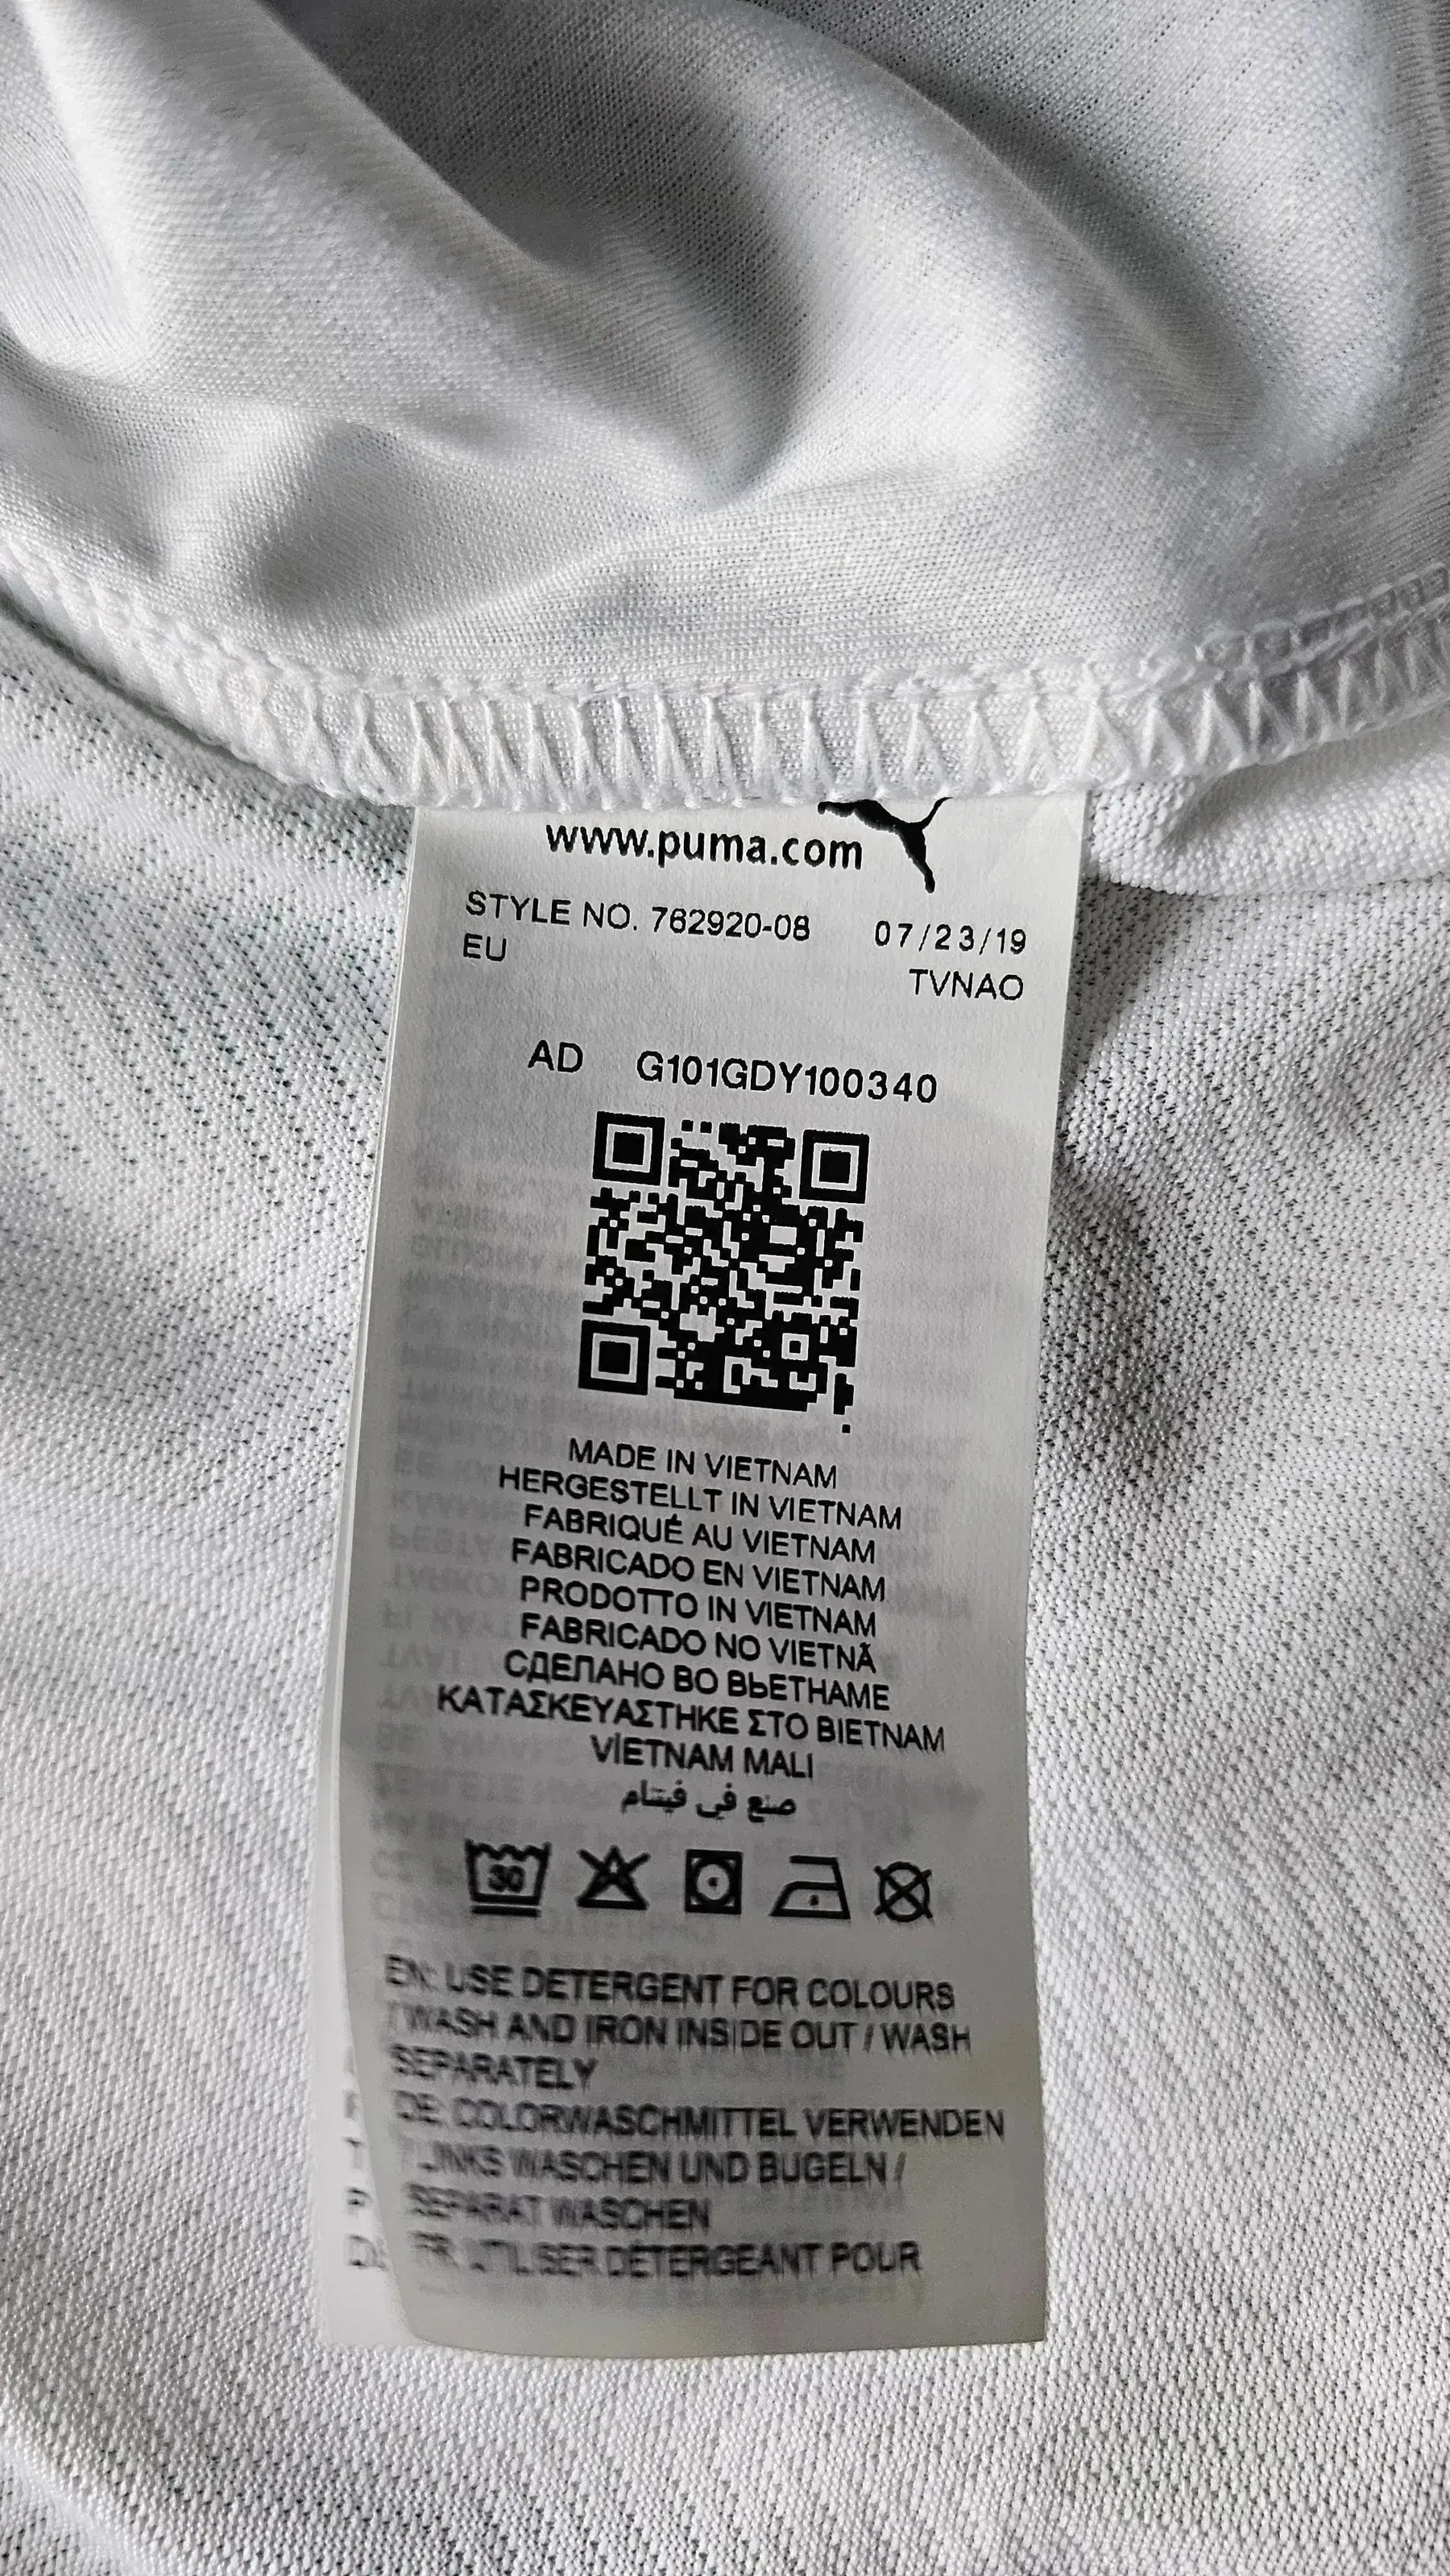 www.puma.com
STYLE NO. 762920-08 07/23/19
EU TVNAO
AD G101GDY100340
MADE IN VIETNAM
HERGESTELLT IN VIETNAM
FABRIQUÉ AU VIETNAM
FABRICADO EN VIETNAM
PRODOTTO IN VIETNAM
FABRICADO NO VIETNÃ
СДЕЛАНО ВО ВЬЕТНАМЕ
ΚΑΤΑΣΚΕΥΑΣΤΗΚΕ ΣΤΟ ΒΙΕΤΝΑΜ
VİETNAM MALI
صنع في فيتنام
30
EN: USE DETERGENT FOR COLOURS
/ WASH AND IRON INSIDE OUT / WASH
SEPARATELY
DE: COLORWASCHMITTEL VERWENDEN
/ LINKS WASCHEN UND BÜGELN /
SEPARAT WASCHEN
FR: UTILISER DÉTERGEANT POUR